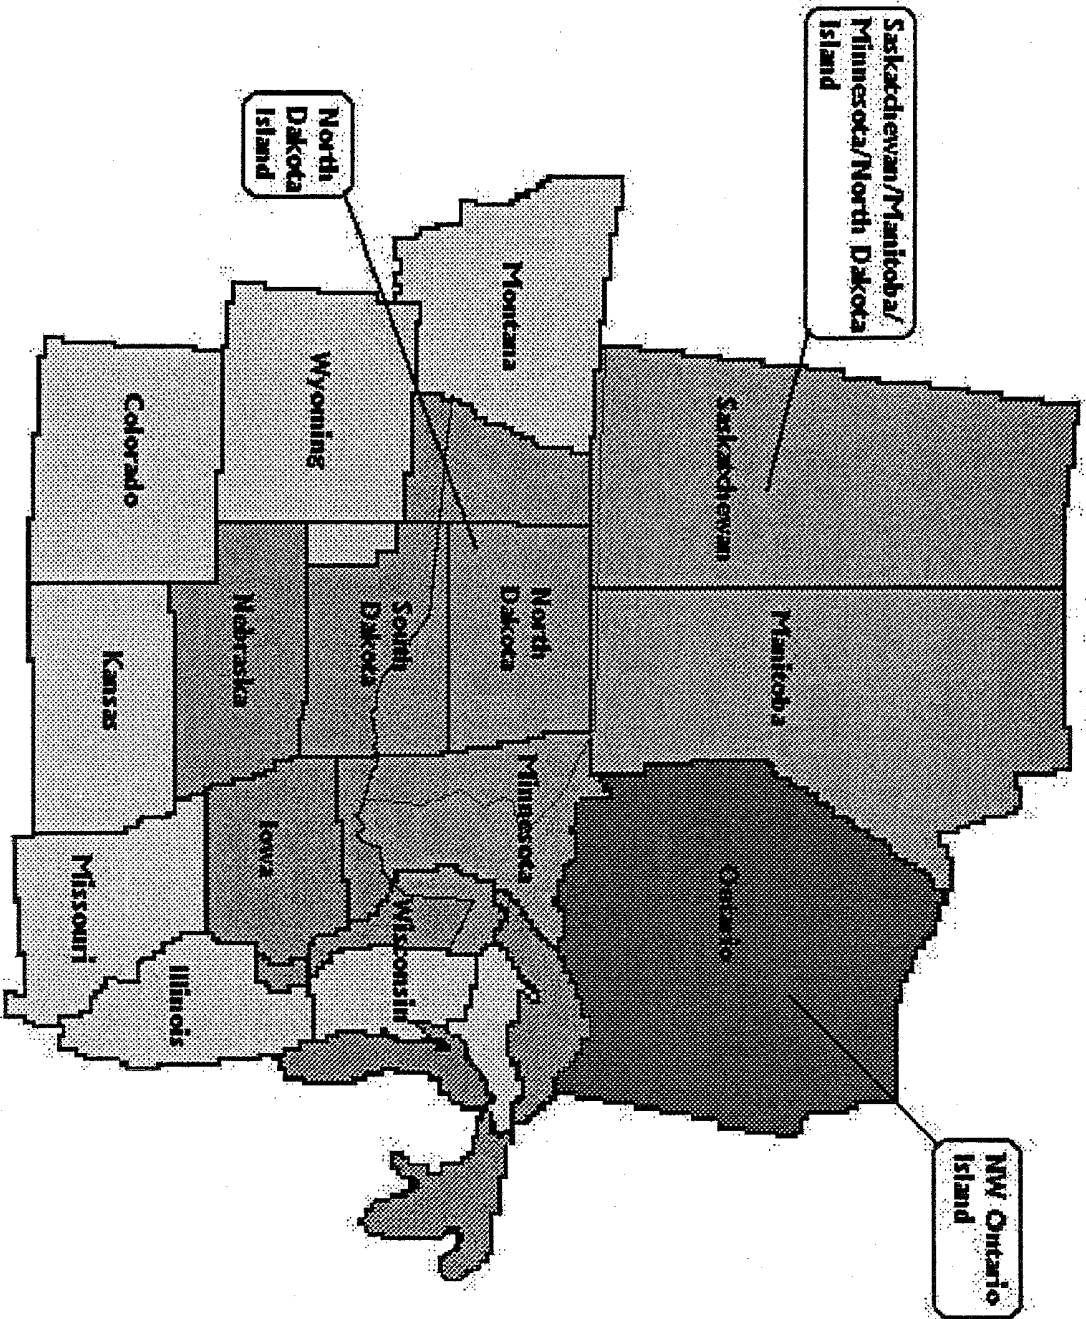 Saskatchewan/Manitoba/
Minnesota/North Dakota
Island
North
Dakota
Island
NW Ontario
Island
Saskatchewan
Manitoba
Ontario
Montana
North
Dakota
Minnesota
South
Dakota
Wisconsin
Wyoming
Nebraska
Iowa
Illinois
Colorado
Kansas
Missouri